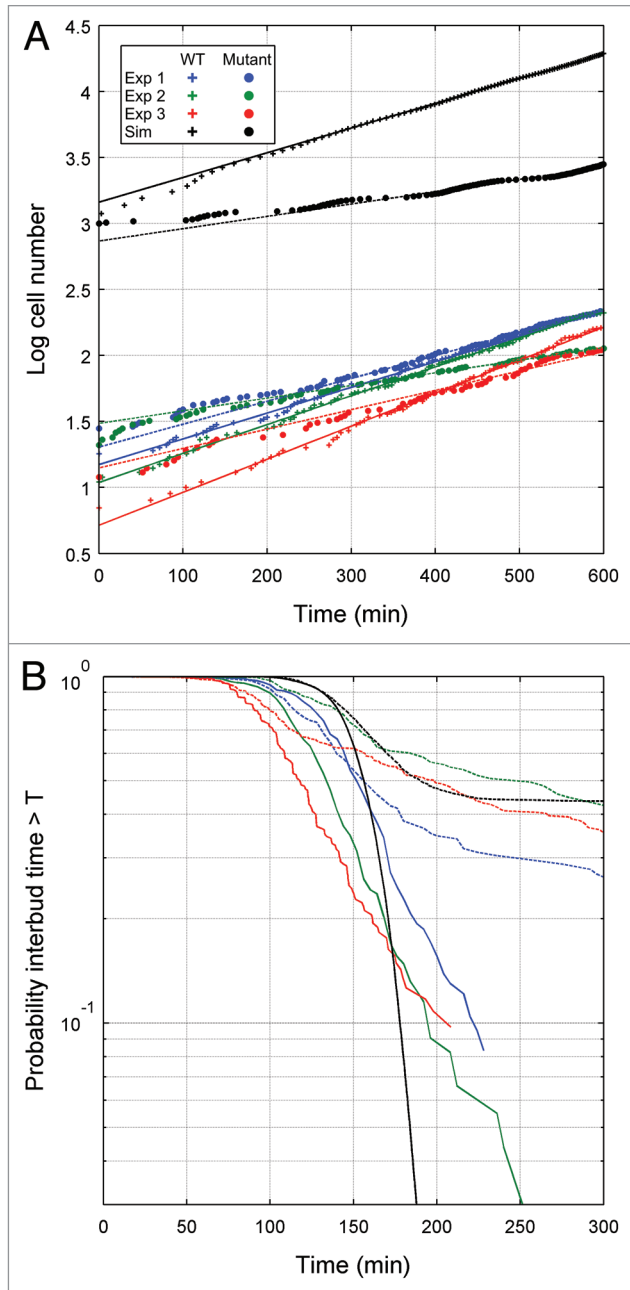 A
4.5
4
3.5
3
2.5
2
1.5
1
0.5
Log cell number
WT Mutant
Exp 1
Exp 2
Exp 3
Sim
0 100 200 300 400 500 600
Time (min)
B
10^0
10^-1
Probability interbud time > T
0 50 100 150 200 250 300
Time (min)